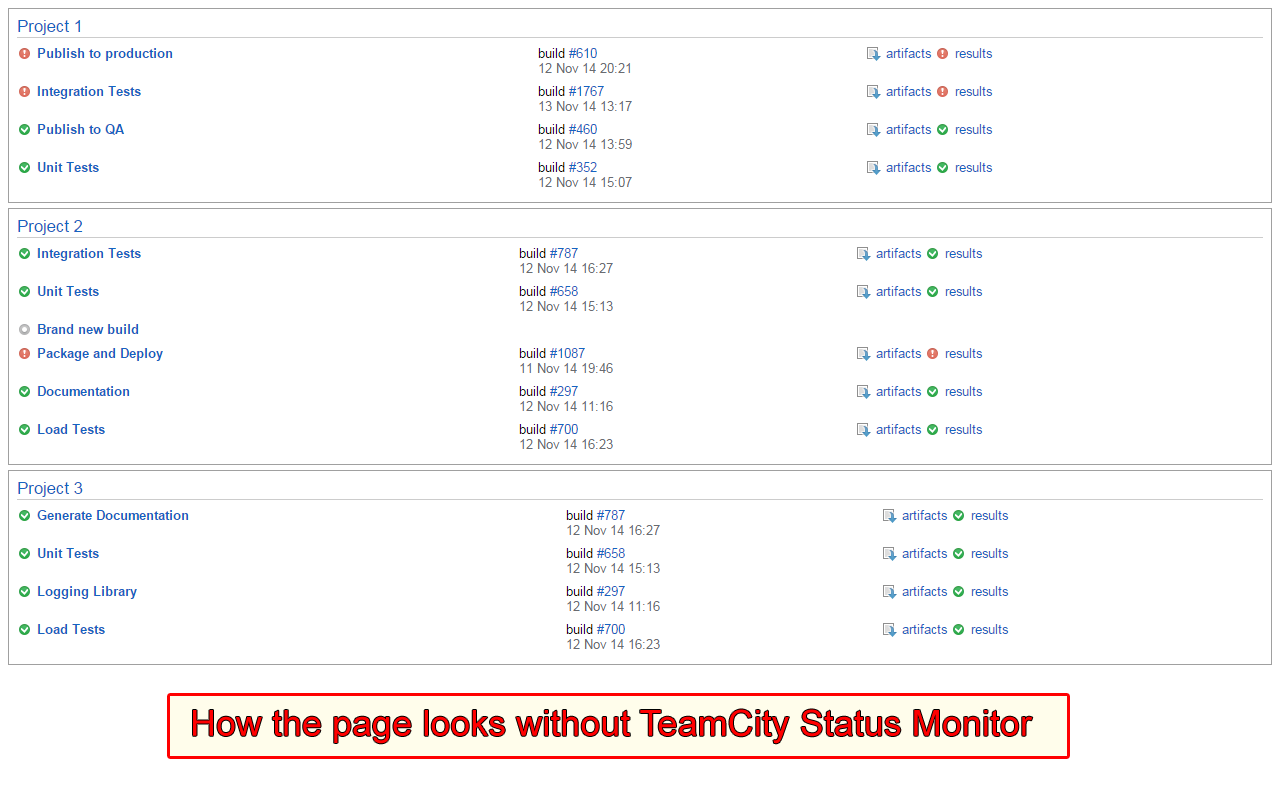 Project 1
Publish to production build #610 artifacts results
12 Nov 14 20:21
Integration Tests build #1767 artifacts results
13 Nov 14 13:17
Publish to QA build #460 artifacts results
12 Nov 14 13:59
Unit Tests build #352 artifacts results
12 Nov 14 15:07
Project 2
Integration Tests build #787 artifacts results
12 Nov 14 16:27
Unit Tests build #658 artifacts results
12 Nov 14 15:13
Brand new build
Package and Deploy build #1087 artifacts results
11 Nov 14 19:46
Documentation build #297 artifacts results
12 Nov 14 11:16
Load Tests build #700 artifacts results
12 Nov 14 16:23
Project 3
Generate Documentation build #787 artifacts results
12 Nov 14 16:27
Unit Tests build #658 artifacts results
12 Nov 14 15:13
Logging Library build #297 artifacts results
12 Nov 14 11:16
Load Tests build #700 artifacts results
12 Nov 14 16:23
How the page looks without TeamCity Status Monitor